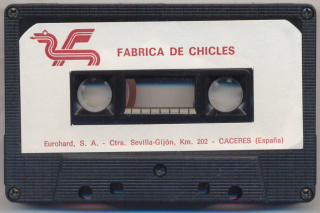 FABRICA DE CHICLES
Eurohard, S. A. - Ctra. Sevilla-Gijón, Km. 202 - CACERES (España)